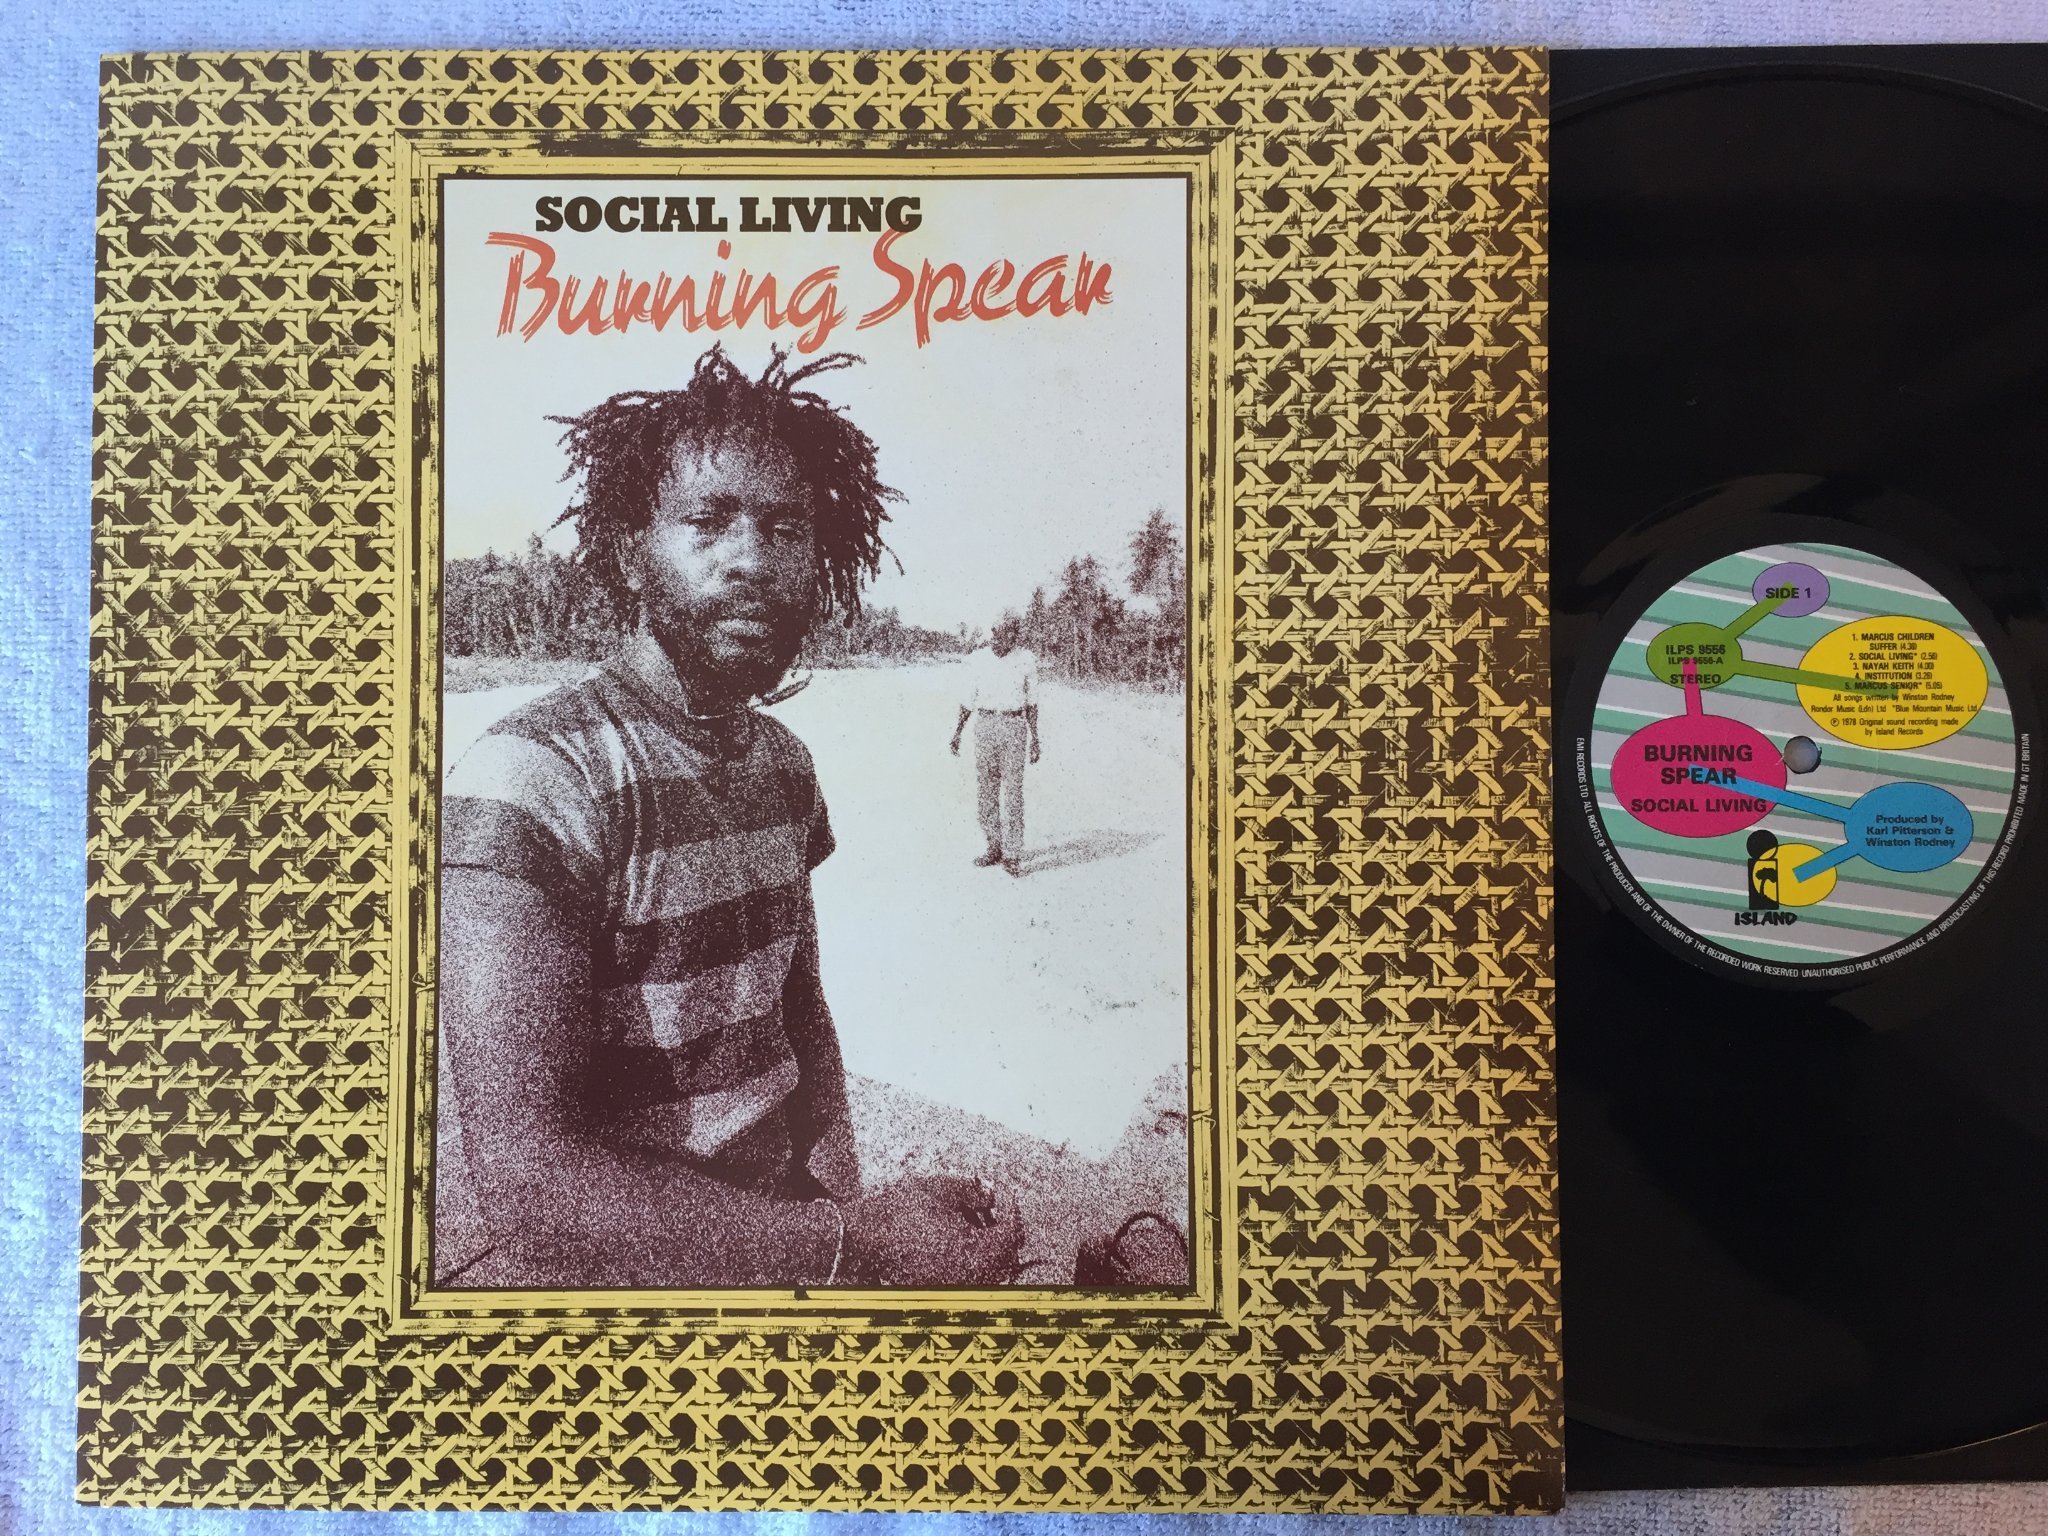 SOCIAL LIVING
Burning Spear
SIDE 1
ILPS 9556
ILPS 9556-A
STEREO
1. MARCUS CHILDREN
SUFFER (4.30)
2. SOCIAL LIVING* (2.56)
3. NAYAH KEITH (4.00)
4. INSTITUTION (3.28)
5. MARCUS SENIOR* (5.05)
All songs written by Winston Rodney
Rondor Music (Ldn) Ltd *Blue Mountain Music Ltd
℗ 1978 Original sound recording made
by Island Records
BURNING
SPEAR
SOCIAL LIVING
Produced by
Karl Pitterson &
Winston Rodney
ISLAND
EMI RECORDS LTD ALL RIGHTS OF THE PRODUCER AND OF THE OWNER OF THE RECORDED WORK RESERVED UNAUTHORISED PUBLIC PERFORMANCE AND BROADCASTING OF THIS RECORD PROHIBITED MADE IN GT BRITAIN